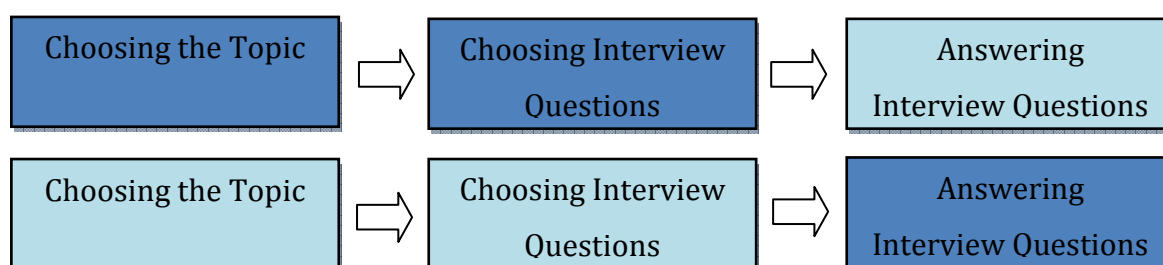 Choosing the Topic
Choosing Interview
Questions
Answering
Interview Questions
Choosing the Topic
Choosing Interview
Questions
Answering
Interview Questions